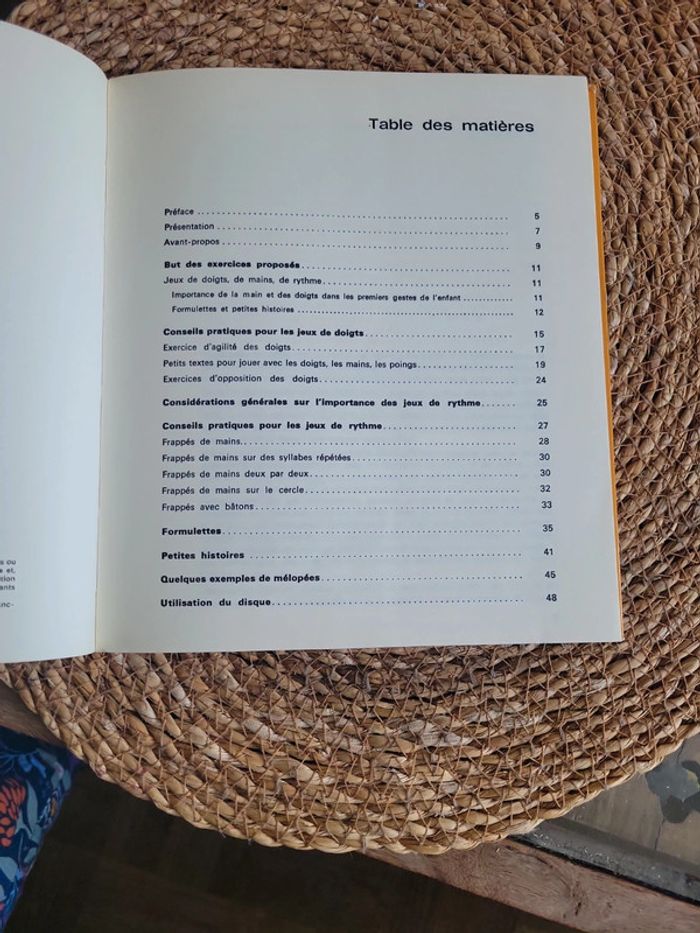 s ou
e et,
ition
ants
inc-
Table des matières
Préface ........................ 5
Présentation ........................ 7
Avant-propos ........................ 9
But des exercices proposés ........................ 11
Jeux de doigts, de mains, de rythme ........................ 11
Importance de la main et des doigts dans les premiers gestes de l'enfant ............ 11
Formulettes et petites histoires ........................ 12
Conseils pratiques pour les jeux de doigts ........................ 15
Exercice d'agilité des doigts ........................ 17
Petits textes pour jouer avec les doigts, les mains, les poings ........................ 19
Exercices d'opposition des doigts ........................ 24
Considérations générales sur l'importance des jeux de rythme ....... 25
Conseils pratiques pour les jeux de rythme ........................ 27
Frappés de mains ........................ 28
Frappés de mains sur des syllabes répétées ........................ 30
Frappés de mains deux par deux ........................ 30
Frappés de mains sur le cercle ........................ 32
Frappés avec bâtons ........................ 33
Formulettes ........................ 35
Petites histoires ........................ 41
Quelques exemples de mélopées ........................ 45
Utilisation du disque ........................ 48